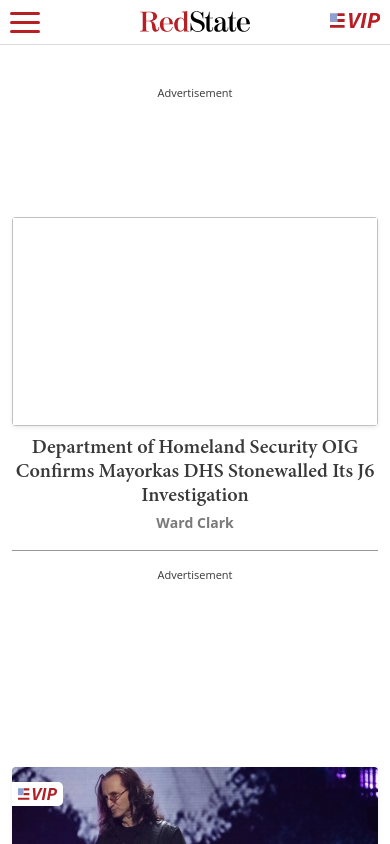 RedState
VIP
Advertisement
Department of Homeland Security OIG
Confirms Mayorkas DHS Stonewalled Its J6
Investigation
Ward Clark
Advertisement
VIP